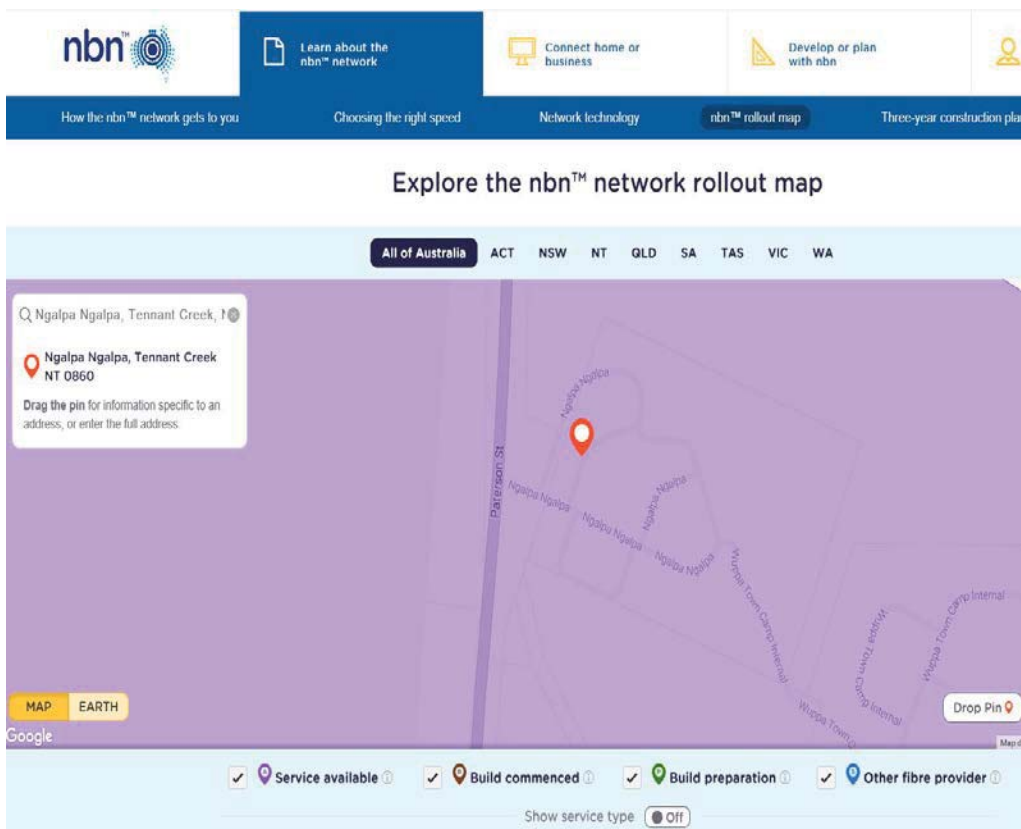 nbn™
Learn about the
nbn™ network
Connect home or
business
Develop or plan
with nbn
How the nbn™ network gets to you
Choosing the right speed
Network technology
nbn™ rollout map
Three-year construction pla
Explore the nbn™ network rollout map
All of Australia
ACT
NSW
NT
QLD
SA
TAS
VIC
WA
Ngalpa Ngalpa, Tennant Creek, N
Ngalpa Ngalpa, Tennant Creek
NT 0860
Drag the pin for information specific to an
address, or enter the full address.
Ngalpa Ngalpa
Paterson St
Ngalpa Ngalpa
Ngalpa Ngalpa
Ngalpa Ngalpa
Ngalpa Ngalpa
Wuppa Town Camp Internal
Wuppa Town Camp Internal
Wuppa Town Camp Internal
Wuppa Town C
MAP
EARTH
Google
Drop Pin
Map d
Service available
Build commenced
Build preparation
Other fibre provider
Show service type
Off